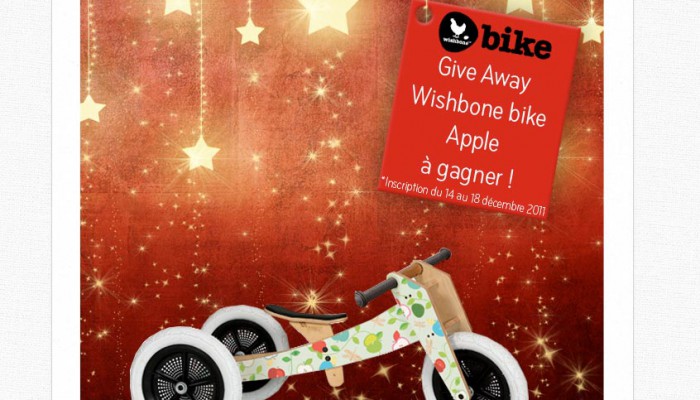 wishbone
bike
Give Away
Wishbone bike
Apple
à gagner !
*Inscription du 14 au 18 décembre 2011